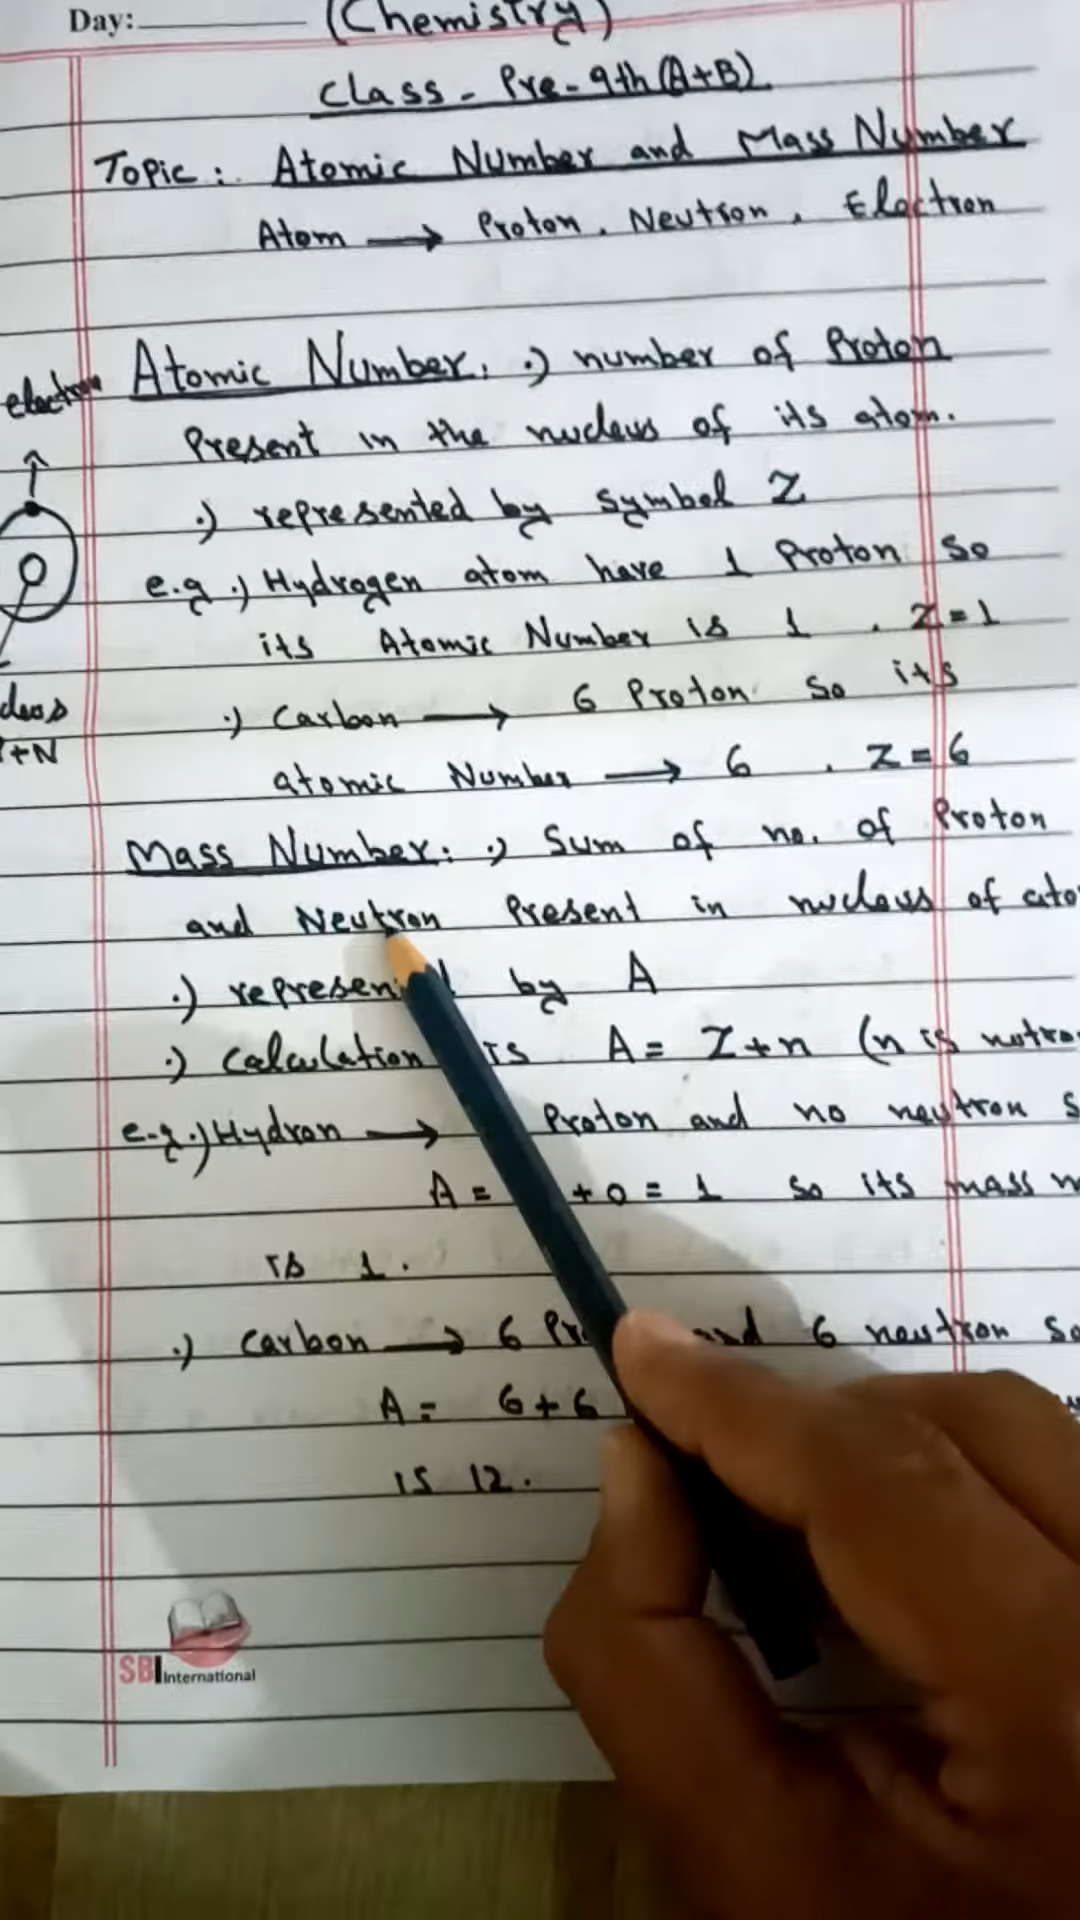 Day:
(Chemistry)
Class - Pre-9th (A+B)
Topic: Atomic Number and Mass Number
Atom → Proton, Neutron, Electron
electron
Atomic Number: .) number of Proton
Present in the nucleus of its atom.
.) represented by Symbol Z
e.g .) Hydrogen atom have 1 Proton So
its Atomic Number is 1 . Z=1
.) Carbon → 6 Proton So its
P+N
atomic Number → 6 . Z=6
Mass Number: .) Sum of no. of Proton
and Neutron Present in nucleus of
.) by A
.) Calculation is A= Z+n (n is
e.g .) Hydron → Proton and no neutron
A= +0=1 so its mass
is 1.
.) Carbon → 6 and 6 neutron So
A= 6+6
is 12.
SBI International